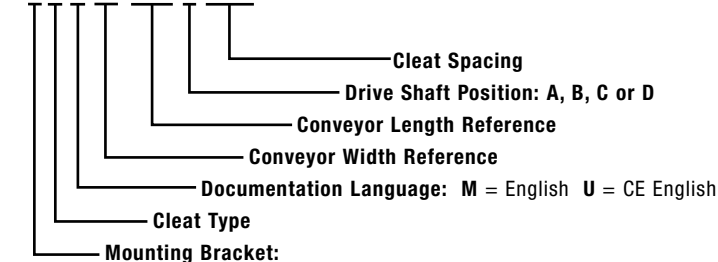 Cleat Spacing
Drive Shaft Position: A, B, C or D
Conveyor Length Reference
Conveyor Width Reference
Documentation Language: M = English U = CE English
Cleat Type
Mounting Bracket: